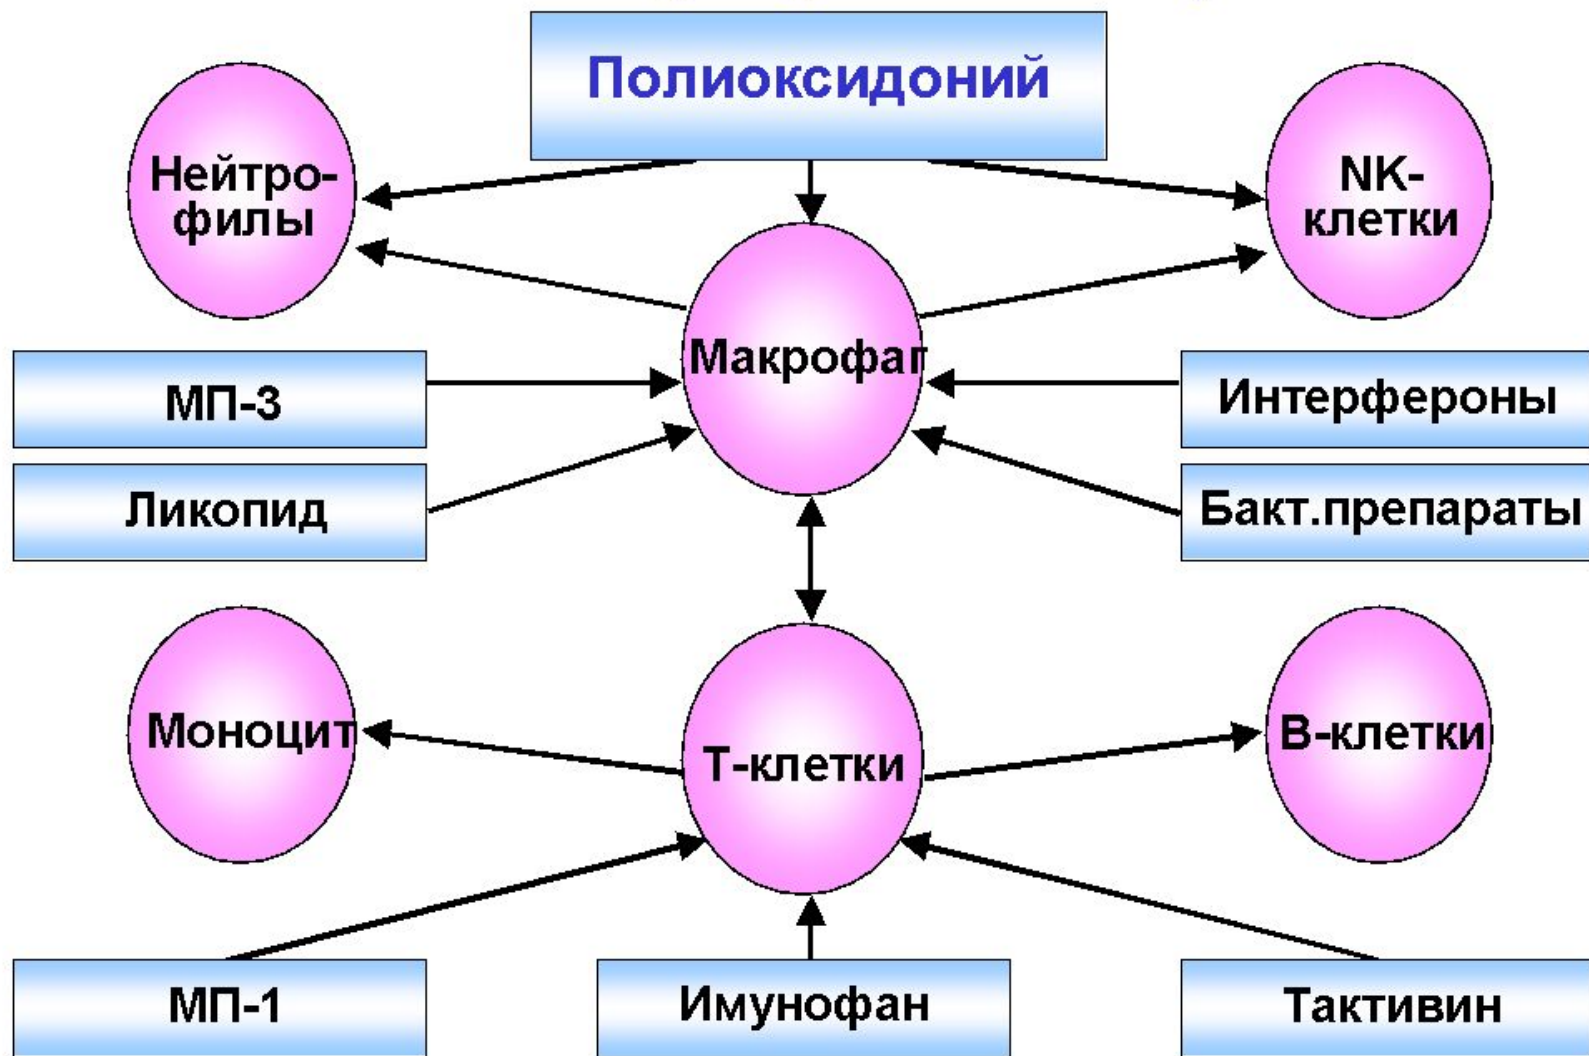 Полиоксидоний
Нейтро-
филы
NK-
клетки
Макрофаг
МП-3
Интерфероны
Ликопид
Бакт.препараты
Моноцит
Т-клетки
В-клетки
МП-1
Имунофан
Тактивин